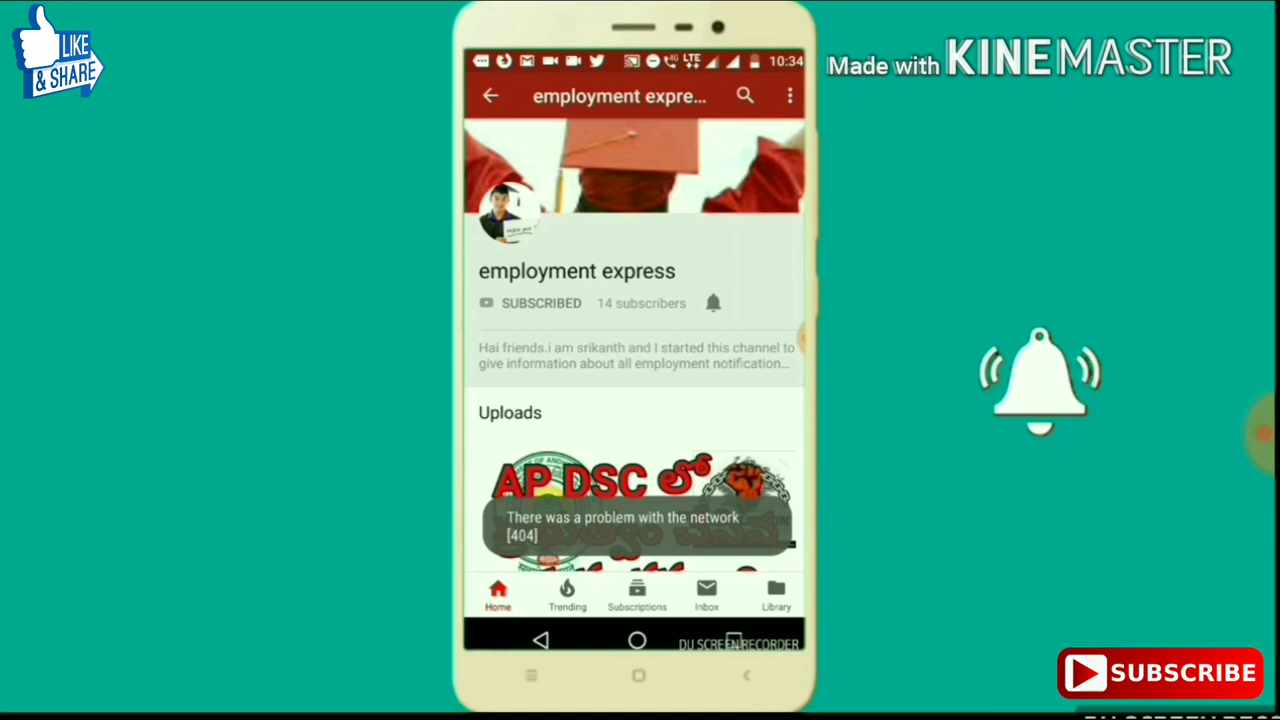 LIKE
& SHARE
Made with KINEMASTER
LTE
10:34
employment expre...
employment express
SUBSCRIBED 14 subscribers
Hai friends.i am srikanth and I started this channel to
give information about all employment notification...
Uploads
AP DSC లో
There was a problem with the network
[404]
Home Trending Subscriptions Inbox Library
DU SCREEN RECORDER
SUBSCRIBE